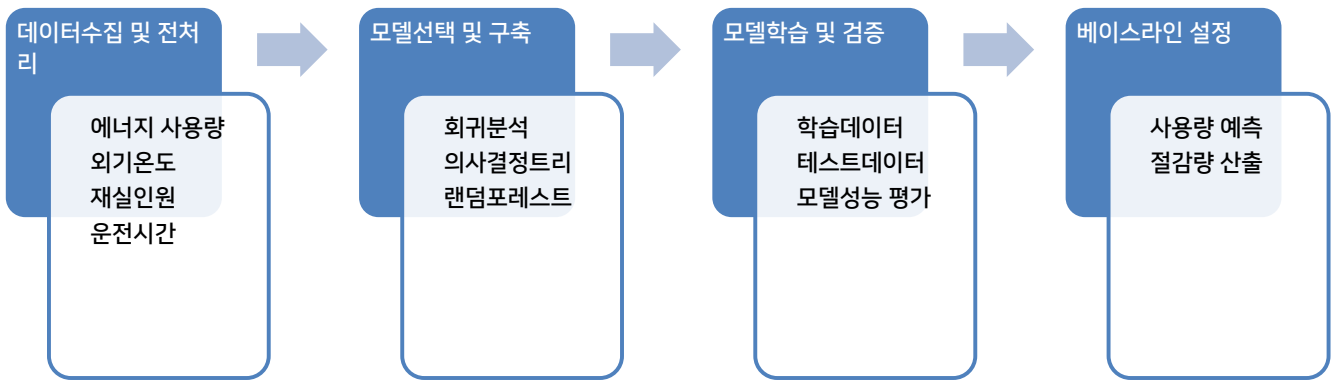 데이터수집 및 전처
리
에너지 사용량
외기온도
재실인원
운전시간
모델선택 및 구축
회귀분석
의사결정트리
랜덤포레스트
모델학습 및 검증
학습데이터
테스트데이터
모델성능 평가
베이스라인 설정
사용량 예측
절감량 산출